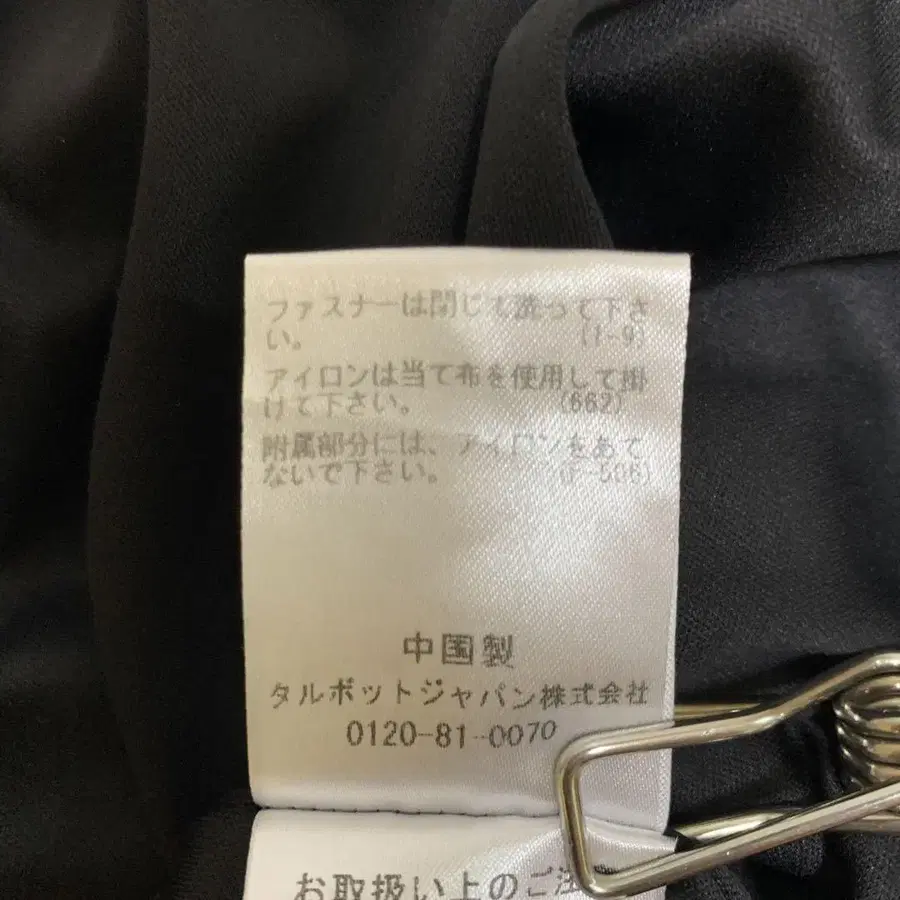 ファスナーは閉じて洗って下さ
い。 (I-9)
アイロンは当て布を使用して掛
けて下さい。 (662)
附属部分には、アイロンをあて
ないで下さい。 (F-506)
中国製
タルボットジャパン株式会社
0120-81-0070
お取扱い上のご注